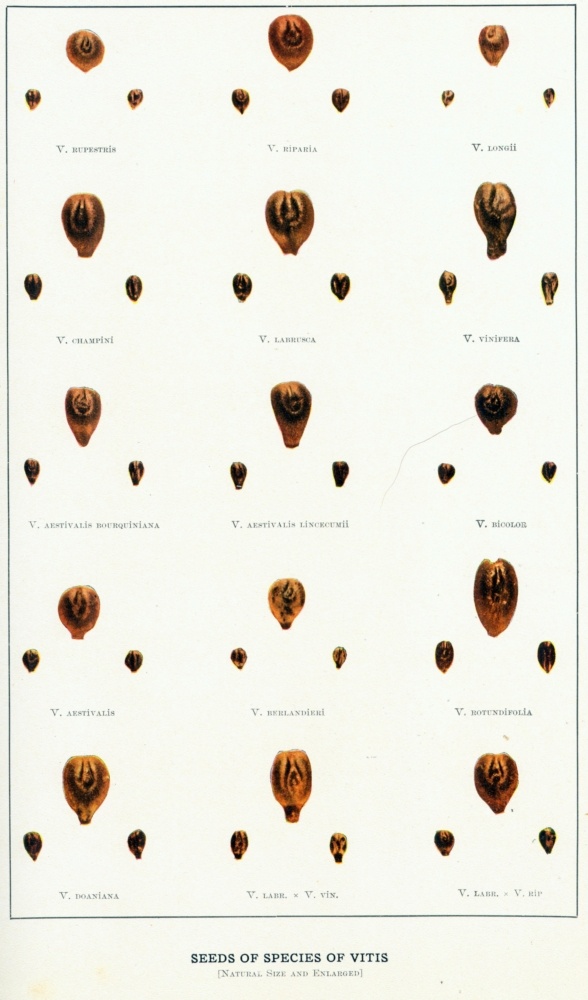 V. RUPESTRIS
V. RIPARIA
V. LONGII
V. CHAMPINI
V. LABRUSCA
V. VINIFERA
V. AESTIVALIS BOURQUINIANA
V. AESTIVALIS LINCECUMII
V. BICOLOR
V. AESTIVALIS
V. BERLANDIERI
V. ROTUNDIFOLIA
V. DOANIANA
V. LABR. × V. VIN.
V. LABR. × V. RIP
SEEDS OF SPECIES OF VITIS
[NATURAL SIZE AND ENLARGED]